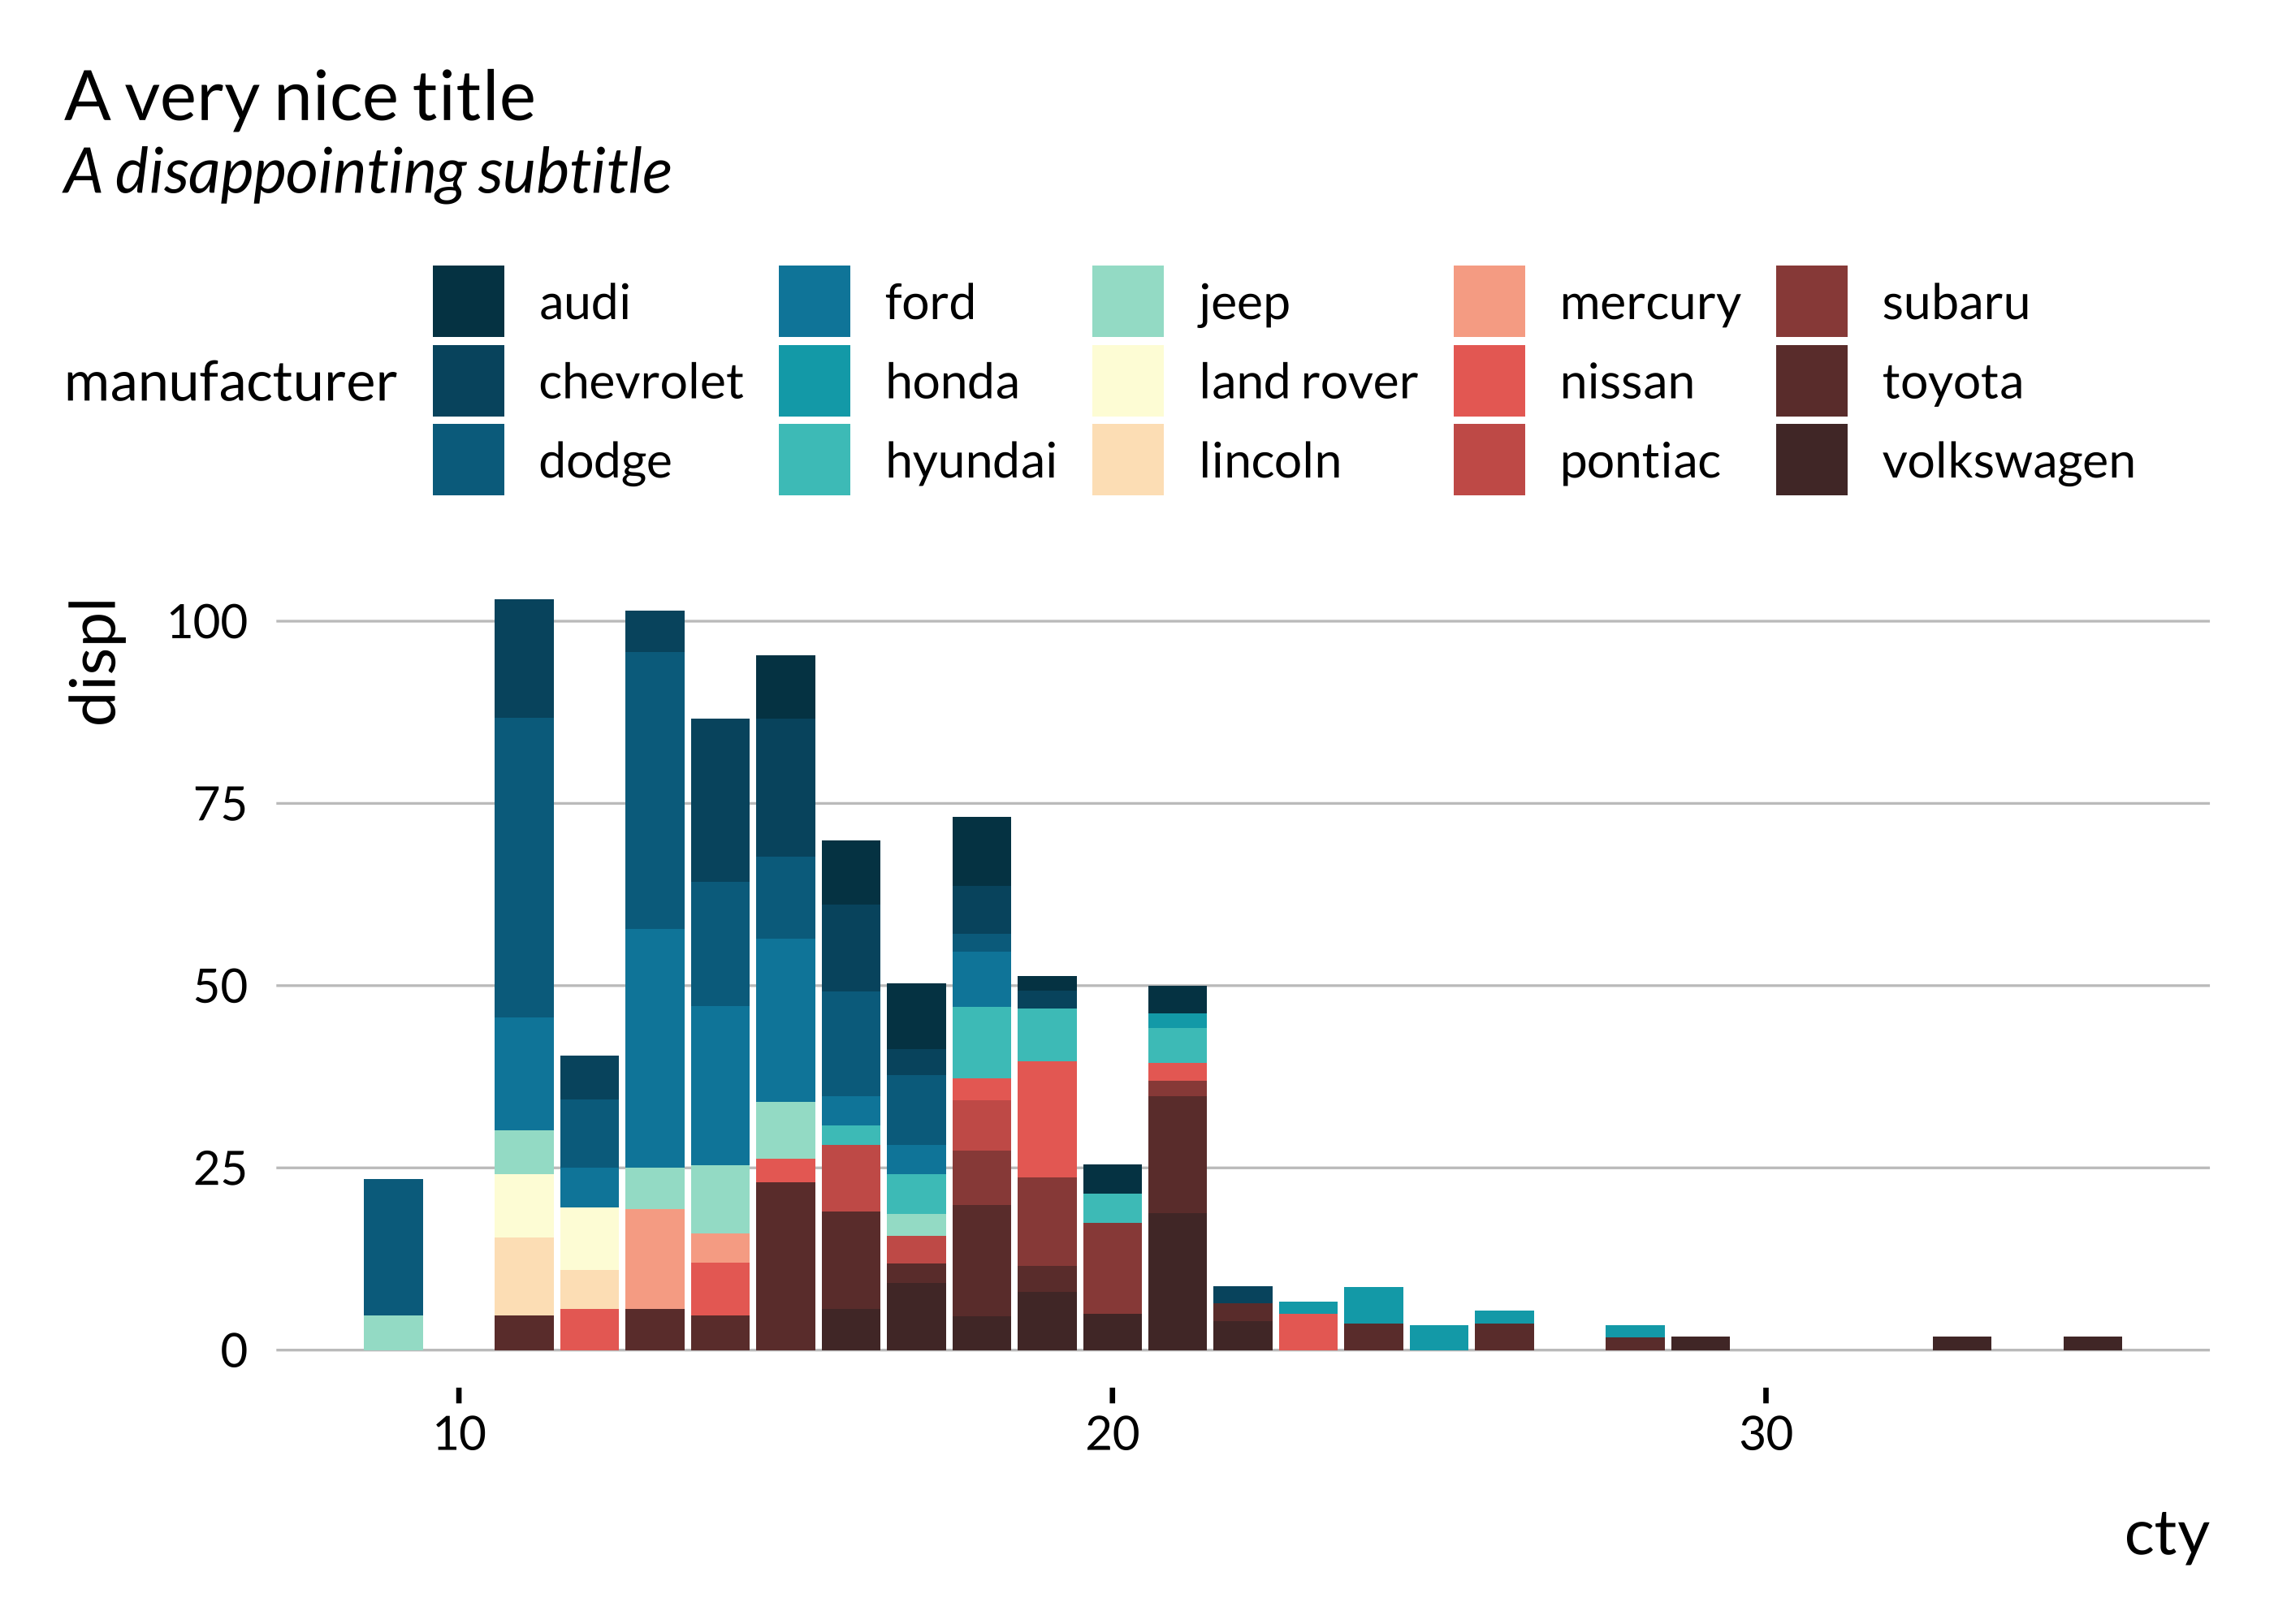 A very nice title
A disappointing subtitle
manufacturer
audi
chevrolet
dodge
ford
honda
hyundai
jeep
land rover
lincoln
mercury
nissan
pontiac
subaru
toyota
volkswagen
displ
100
75
50
25
0
10
20
30
cty